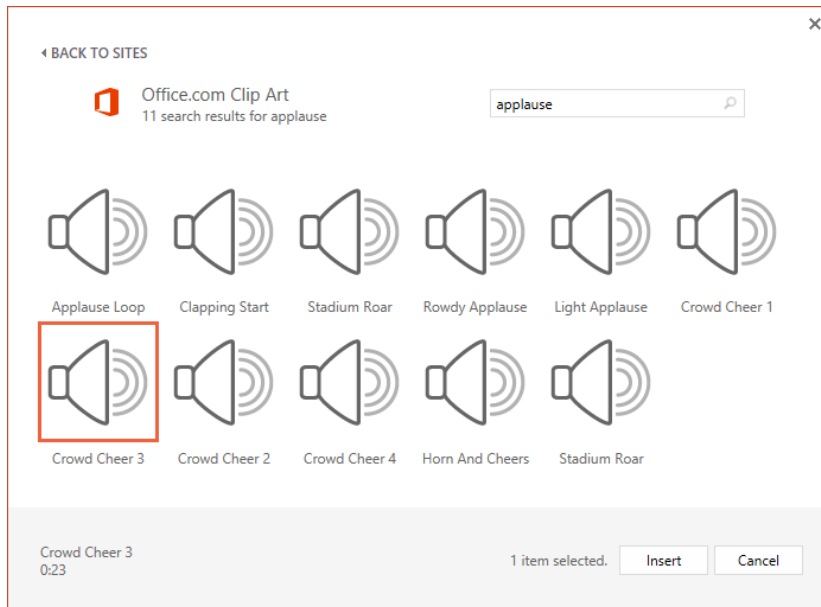 BACK TO SITES
Office.com Clip Art
11 search results for applause
applause
Applause Loop
Clapping Start
Stadium Roar
Rowdy Applause
Light Applause
Crowd Cheer 1
Crowd Cheer 3
Crowd Cheer 2
Crowd Cheer 4
Horn And Cheers
Stadium Roar
Crowd Cheer 3
0:23
1 item selected.
Insert
Cancel